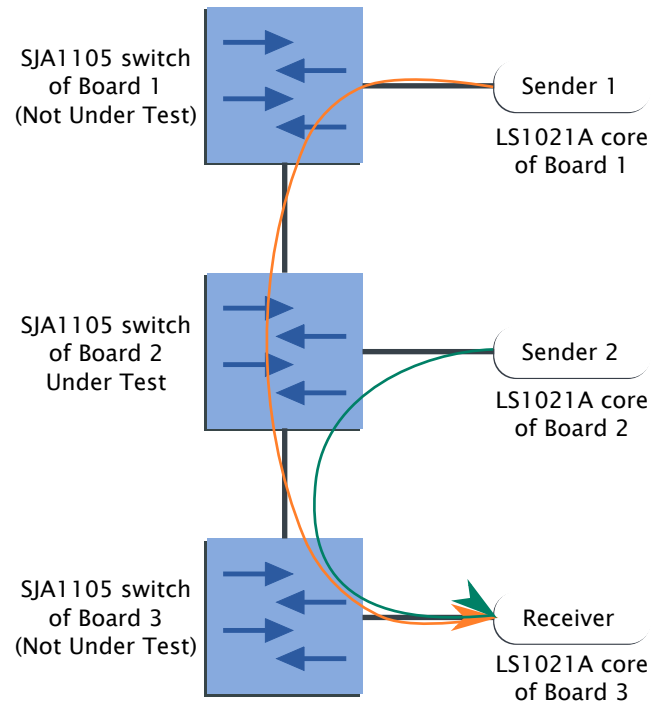 SJA1105 switch
of Board 1
(Not Under Test)
Sender 1
LS1021A core
of Board 1
SJA1105 switch
of Board 2
Under Test
Sender 2
LS1021A core
of Board 2
SJA1105 switch
of Board 3
(Not Under Test)
Receiver
LS1021A core
of Board 3